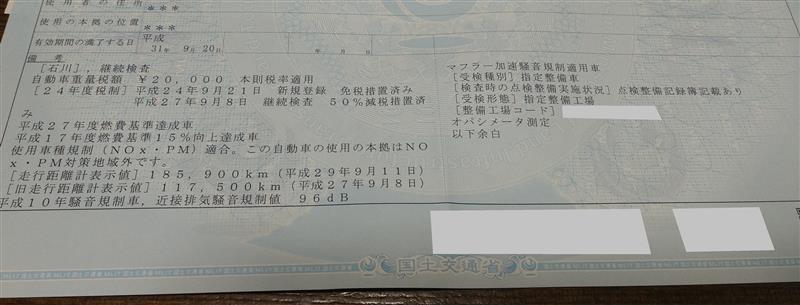 使用者の住所
＊＊＊
使用の本拠の位置
＊＊＊
有効期間の満了する日
平成
31年 9月 20日
年 月 日
備 考
［石川］，継続検査
自動車重量税額 ￥20，000 本則税率適用
［24年度税制］平成24年9月21日 新規登録 免税措置済み
平成27年9月8日 継続検査 50％減税措置済
み
平成27年度燃費基準達成車
平成17年度燃費基準15％向上達成車
使用車種規制（NOx・PM）適合。この自動車の使用の本拠はNO
x・PM対策地域外です。
［走行距離計表示値］185，900km（平成29年9月11日）
［旧走行距離計表示値］117，500km（平成27年9月8日）
平成10年騒音規制車，近接排気騒音規制値 96dB
マフラー加速騒音規制適用車
［受検種別］指定整備車
［検査時の点検整備実施状況］点検整備記録簿記載あり
［受検形態］指定整備工場
［整備工場コード］
オパシメータ測定
以下余白
国土交通省